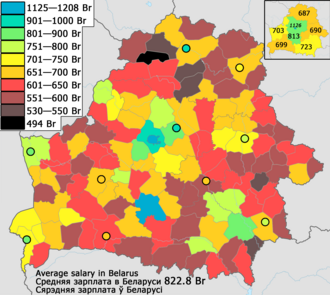 1125—1208 Br
901—1000 Br
801—900 Br
751—800 Br
701—750 Br
651—700 Br
601—650 Br
551—600 Br
530—550 Br
494 Br
687
1126
703
690
813
699
723
Average salary in Belarus
Средняя зарплата в Беларуси 822.8 Br
Сярэдняя зарплата ў Беларусі